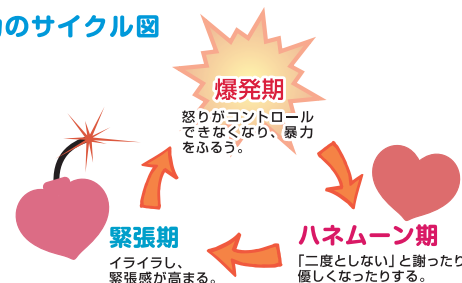 のサイクル図
爆発期
怒りがコントロール
できなくなり、暴力
をふるう。
緊張期
イライラし、
緊張感が高まる。
ハネムーン期
「二度としない」と謝ったり
優しくなったりする。